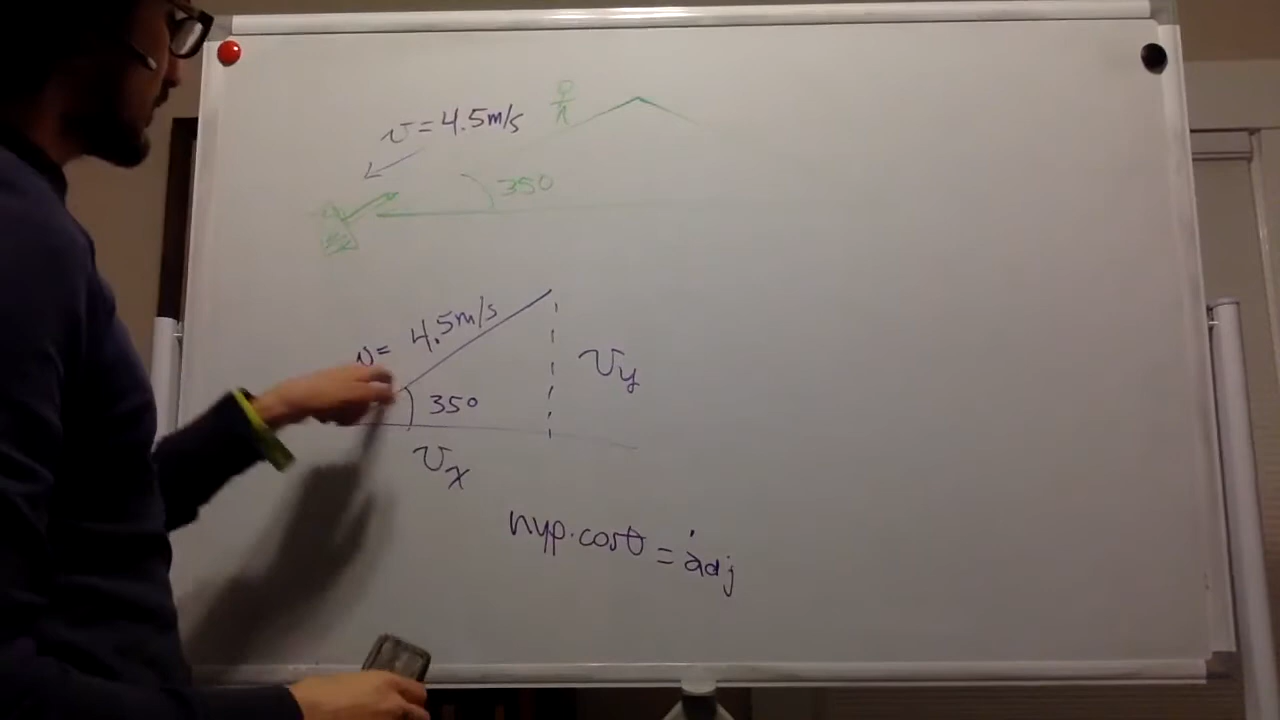 v = 4.5m/s
35°
v = 4.5m/s
vy
35°
vx
hyp·cosθ = adj